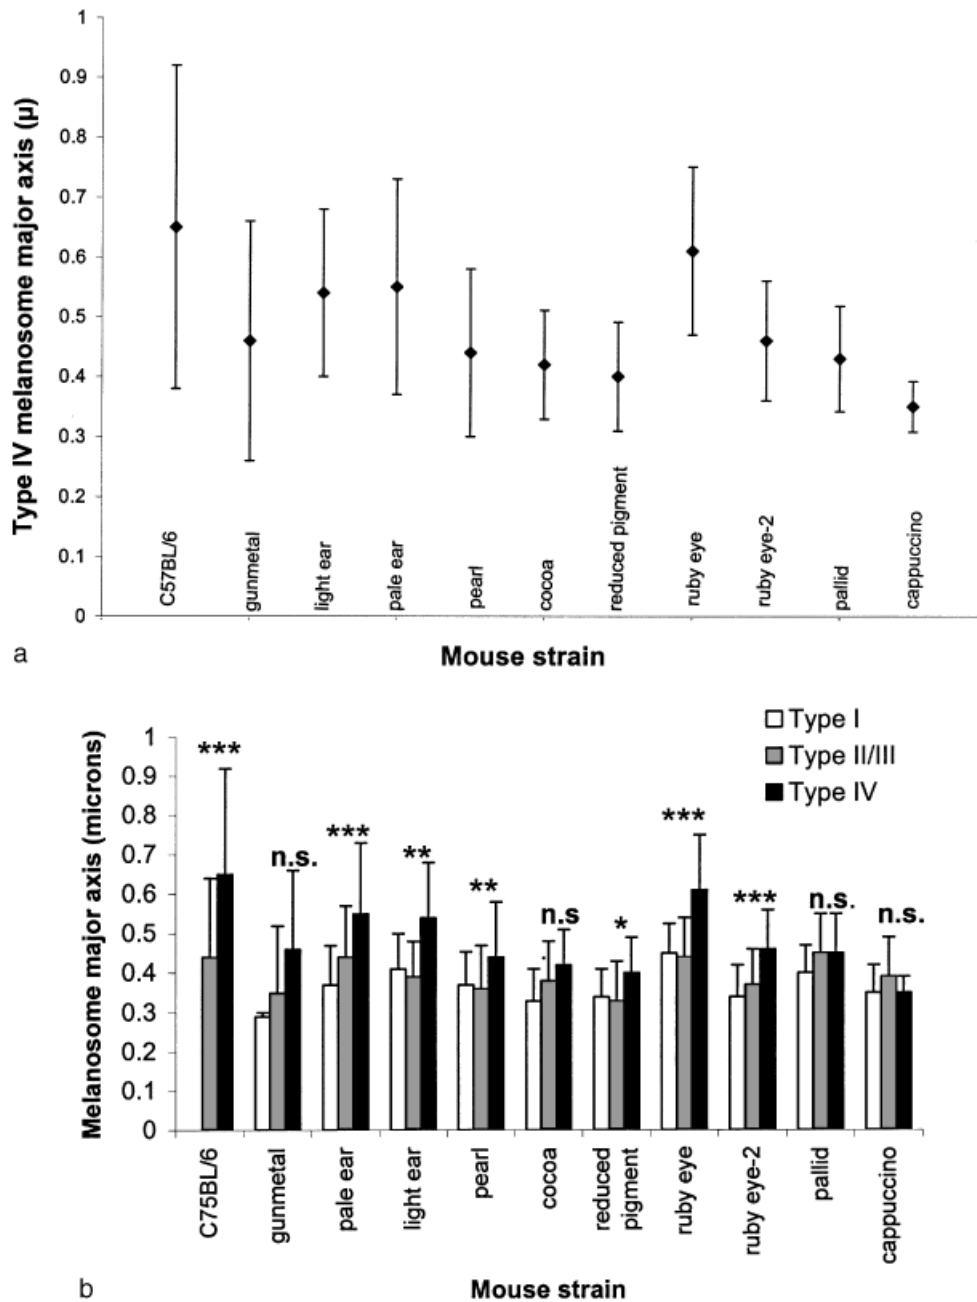 Type IV melanosome major axis (μ)
1
0.9
0.8
0.7
0.6
0.5
0.4
0.3
0.2
0.1
0
C57BL/6
gunmetal
light ear
pale ear
pearl
cocoa
reduced pigment
ruby eye
ruby eye-2
pallid
cappuccino
a
Mouse strain
Type I
Type II/III
Type IV
Melanosome major axis (microns)
1
0.9
0.8
0.7
0.6
0.5
0.4
0.3
0.2
0.1
0
***
n.s.
***
**
**
n.s
*
***
***
n.s.
n.s.
C75BL/6
gunmetal
pale ear
light ear
pearl
cocoa
reduced
pigment
ruby eye
ruby eye-2
pallid
cappuccino
b
Mouse strain